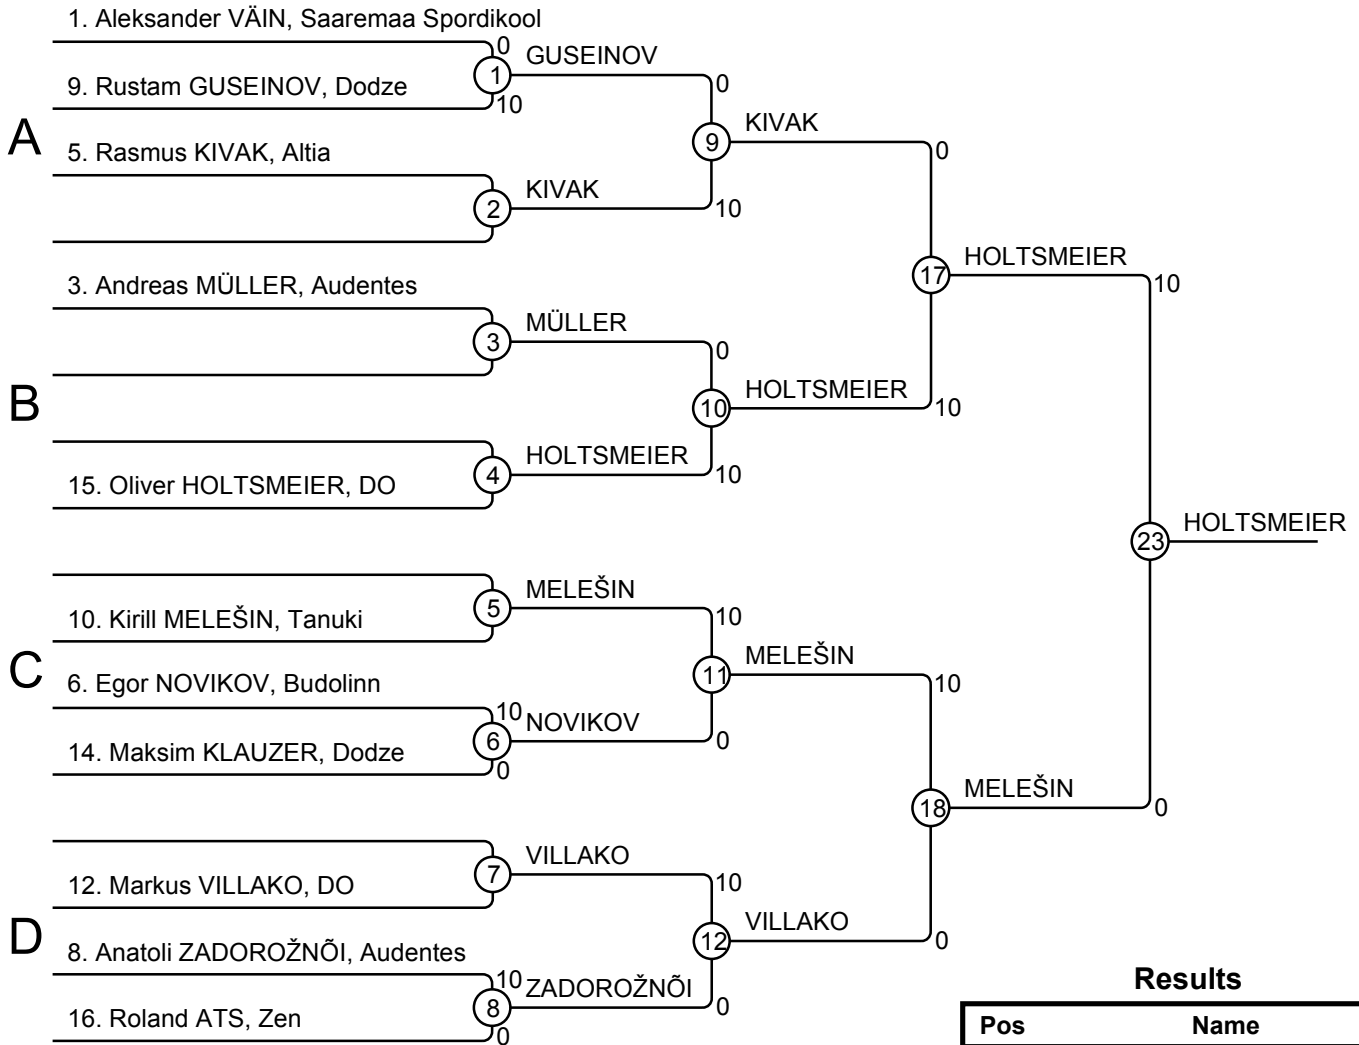 1. Aleksander VÄIN, Saaremaa Spordikool
0
GUSEINOV
1
0
9. Rustam GUSEINOV, Dodze
10
A
KIVAK
9
0
5. Rasmus KIVAK, Altia
KIVAK
2
10
HOLTSMEIER
17
10
3. Andreas MÜLLER, Audentes
MÜLLER
3
0
HOLTSMEIER
B
10
10
HOLTSMEIER
4
10
15. Oliver HOLTSMEIER, DO
HOLTSMEIER
23
MELEŠIN
5
10
10. Kirill MELEŠIN, Tanuki
C
MELEŠIN
11
10
6. Egor NOVIKOV, Budolinn
10
NOVIKOV
6
0
14. Maksim KLAUZER, Dodze
0
MELEŠIN
18
0
VILLAKO
7
10
12. Markus VILLAKO, DO
D
VILLAKO
12
0
8. Anatoli ZADOROŽNÕI, Audentes
10
ZADOROŽNÕI
8
0
16. Roland ATS, Zen
0
Results
Pos Name